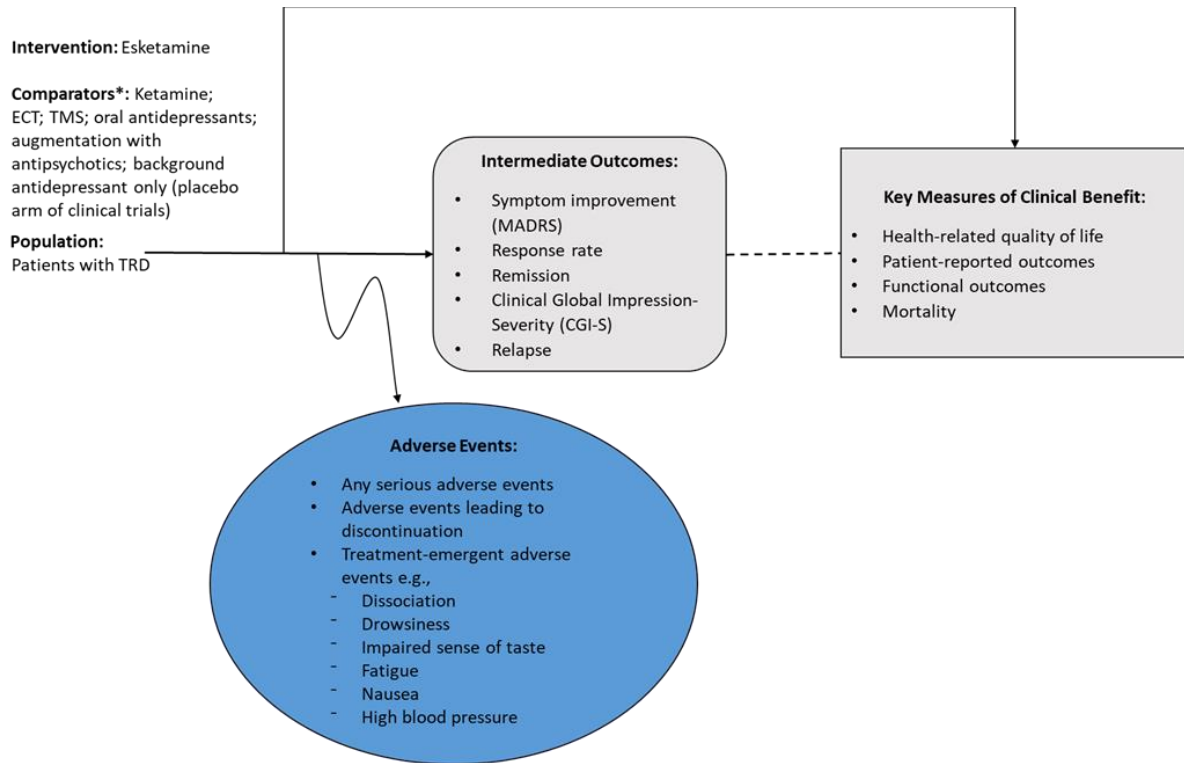 Intervention: Esketamine
Comparators*: Ketamine;
ECT; TMS; oral antidepressants;
augmentation with
antipsychotics; background
antidepressant only (placebo
arm of clinical trials)
Population:
Patients with TRD
Intermediate Outcomes:
• Symptom improvement
(MADRS)
• Response rate
• Remission
• Clinical Global Impression-
Severity (CGI-S)
• Relapse
Key Measures of Clinical Benefit:
• Health-related quality of life
• Patient-reported outcomes
• Functional outcomes
• Mortality
Adverse Events:
• Any serious adverse events
• Adverse events leading to
discontinuation
• Treatment-emergent adverse
events e.g.,
- Dissociation
- Drowsiness
- Impaired sense of taste
- Fatigue
- Nausea
- High blood pressure